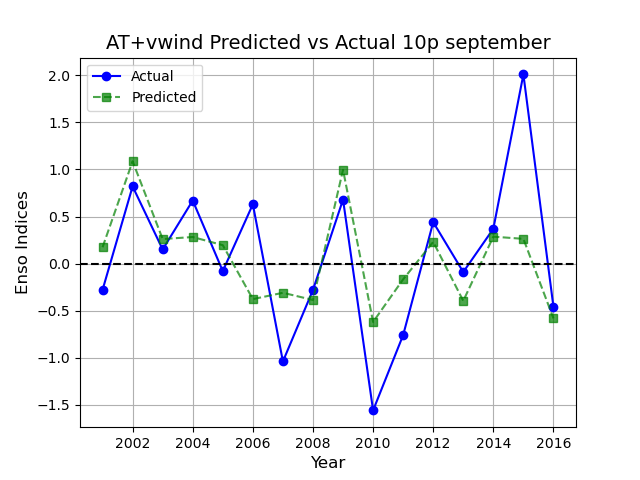 AT+vwind Predicted vs Actual 10p september
Actual
Predicted
2.0
1.5
1.0
0.5
0.0
−0.5
−1.0
−1.5
Enso Indices
2002 2004 2006 2008 2010 2012 2014 2016
Year